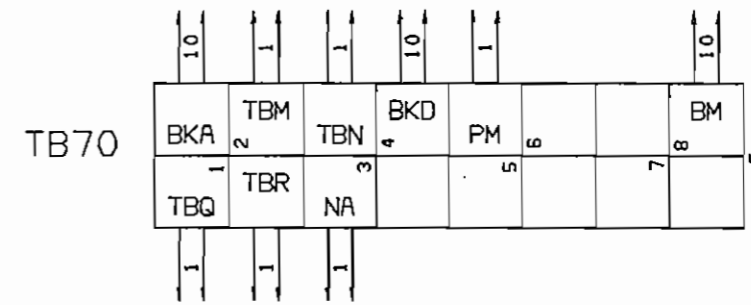 10 1 1 10 1 10
TB70
BKA 2 TBM TBN 4 BKD PM 6 8 BM
TBQ 1 TBR NA 3 5 7
1 1 1